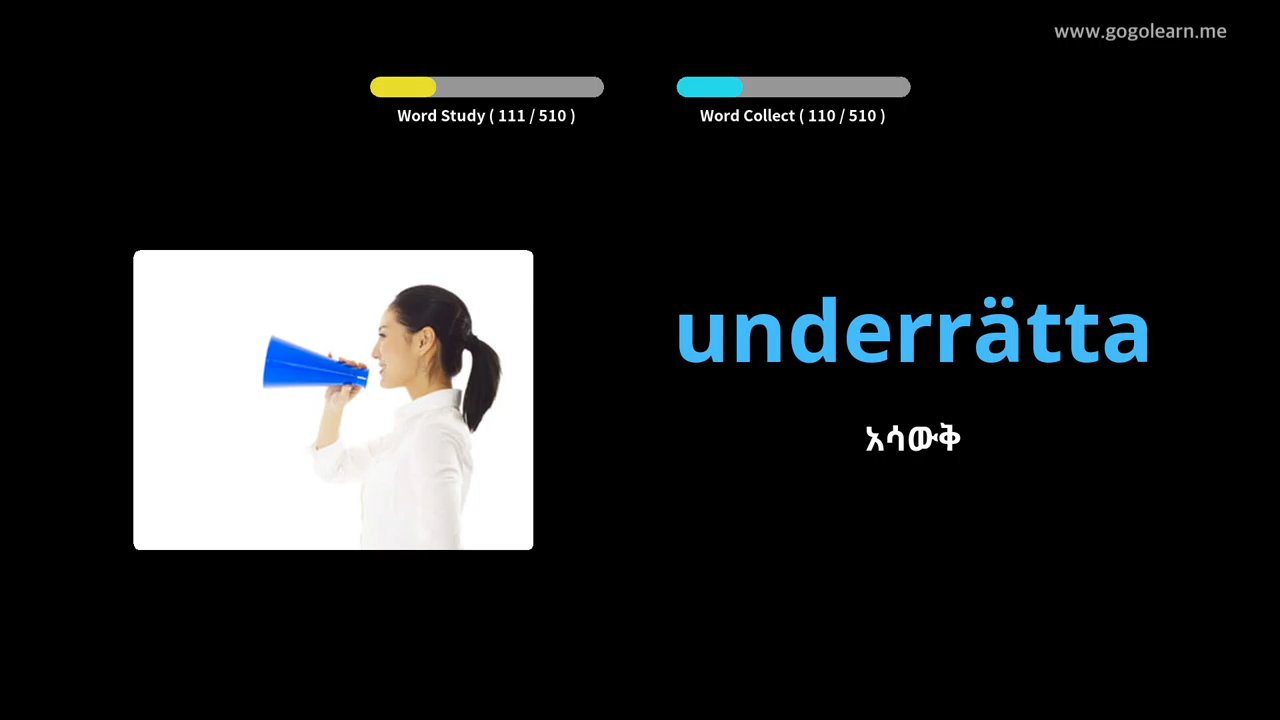 www.gogolearn.me
Word Study ( 111 / 510 )
Word Collect ( 110 / 510 )
underrätta
አሳውቅ